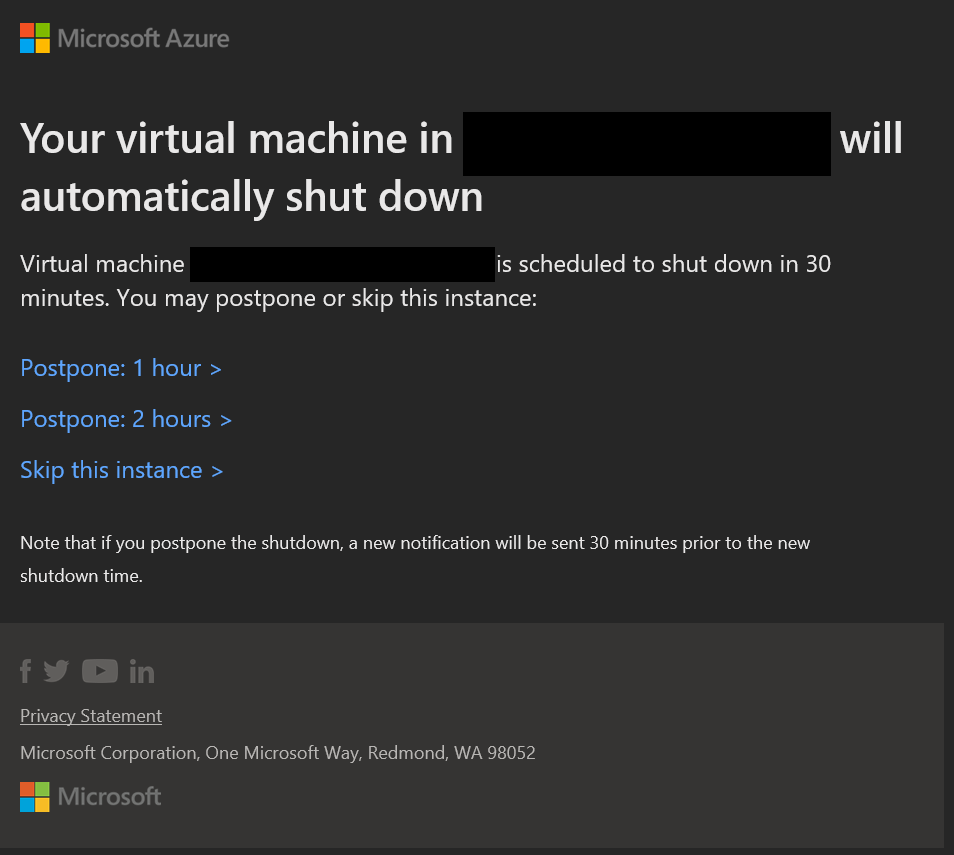 Microsoft Azure
Your virtual machine in will
automatically shut down
Virtual machine is scheduled to shut down in 30
minutes. You may postpone or skip this instance:
Postpone: 1 hour >
Postpone: 2 hours >
Skip this instance >
Note that if you postpone the shutdown, a new notification will be sent 30 minutes prior to the new
shutdown time.
Privacy Statement
Microsoft Corporation, One Microsoft Way, Redmond, WA 98052
Microsoft